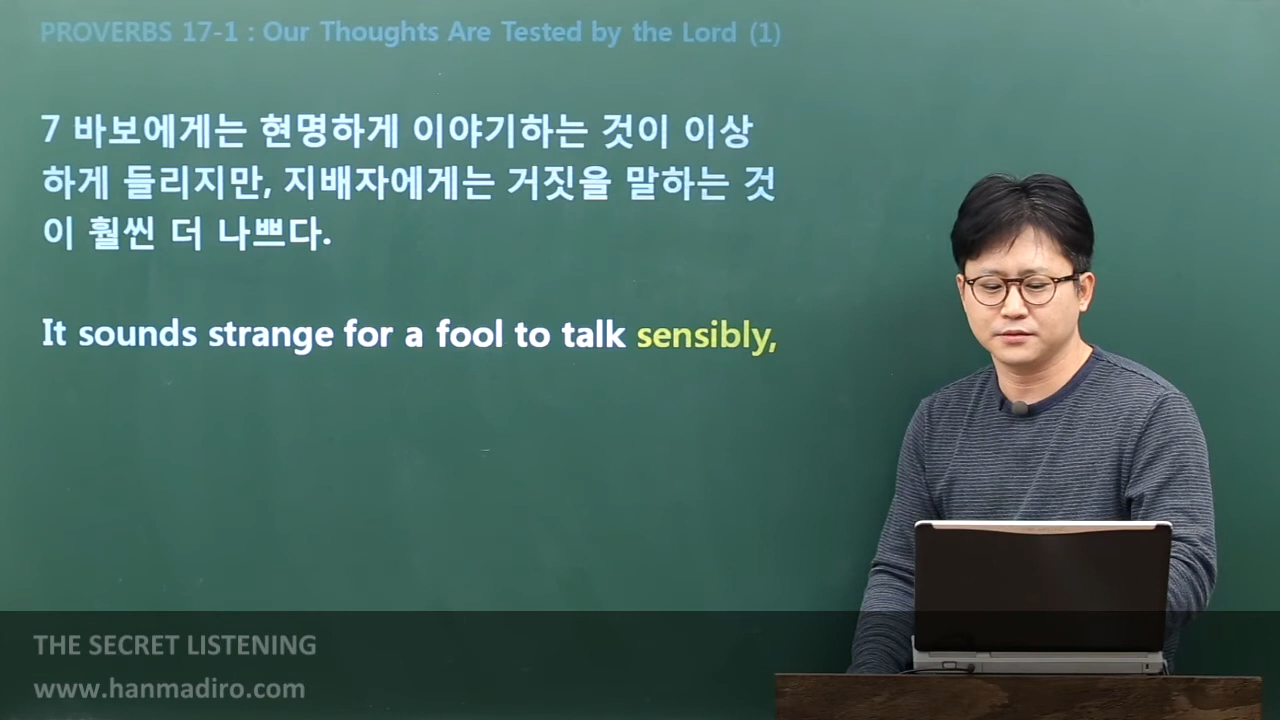 PROVERBS 17-1 : Our Thoughts Are Tested by the Lord (1)
7 바보에게는 현명하게 이야기하는 것이 이상
하게 들리지만, 지배자에게는 거짓을 말하는 것
이 훨씬 더 나쁘다.
It sounds strange for a fool to talk sensibly,
THE SECRET LISTENING
www.hanmadiro.com